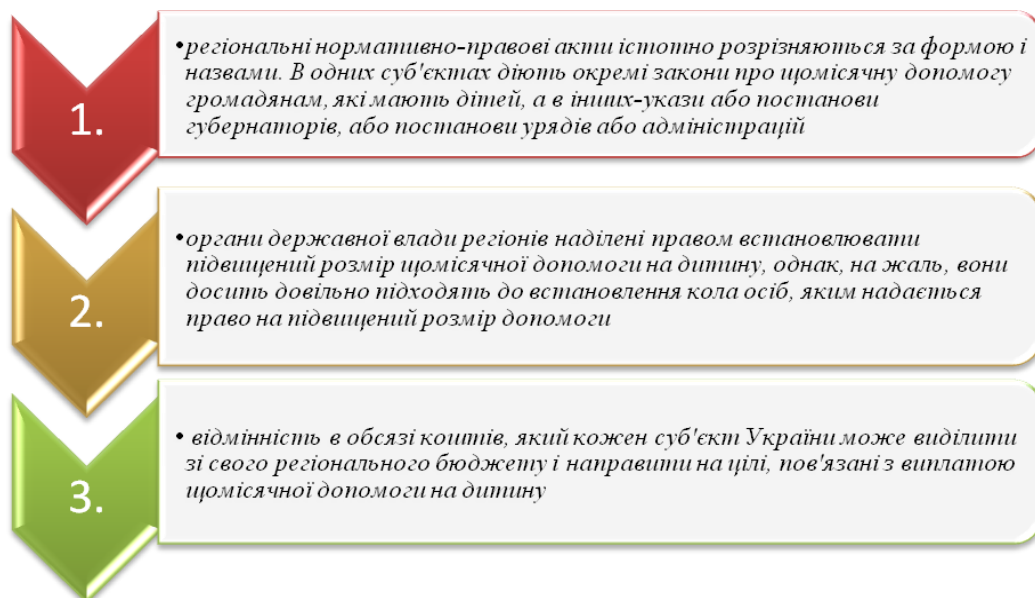 1.
•регіональні нормативно-правові акти істотно розрізняються за формою і
назвами. В одних суб'єктах діють окремі закони про щомісячну допомогу
громадянам, які мають дітей, а в інших-укази або постанови
губернаторів, або постанови урядів або адміністрацій
2.
•органи державної влади регіонів наділені правом встановлювати
підвищений розмір щомісячної допомоги на дитину, однак, на жаль, вони
досить довільно підходять до встановлення кола осіб, яким надається
право на підвищений розмір допомоги
3.
• відмінність в обсязі коштів, який кожен суб'єкт України може виділити
зі свого регіонального бюджету і направити на цілі, пов'язані з виплатою
щомісячної допомоги на дитину